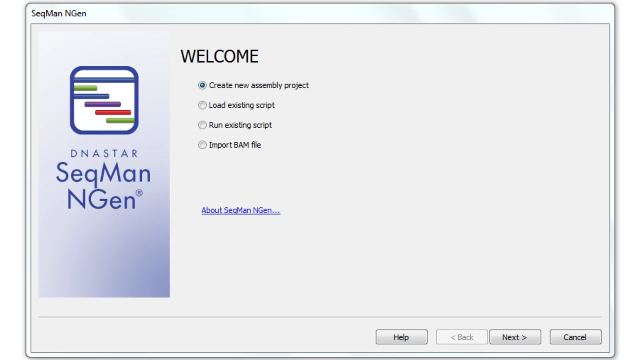 SeqMan NGen
WELCOME
Create new assembly project
Load existing script
Run existing script
Import BAM file
DNASTAR
SeqMan
NGen®
About SeqMan NGen...
Help
< Back
Next >
Cancel